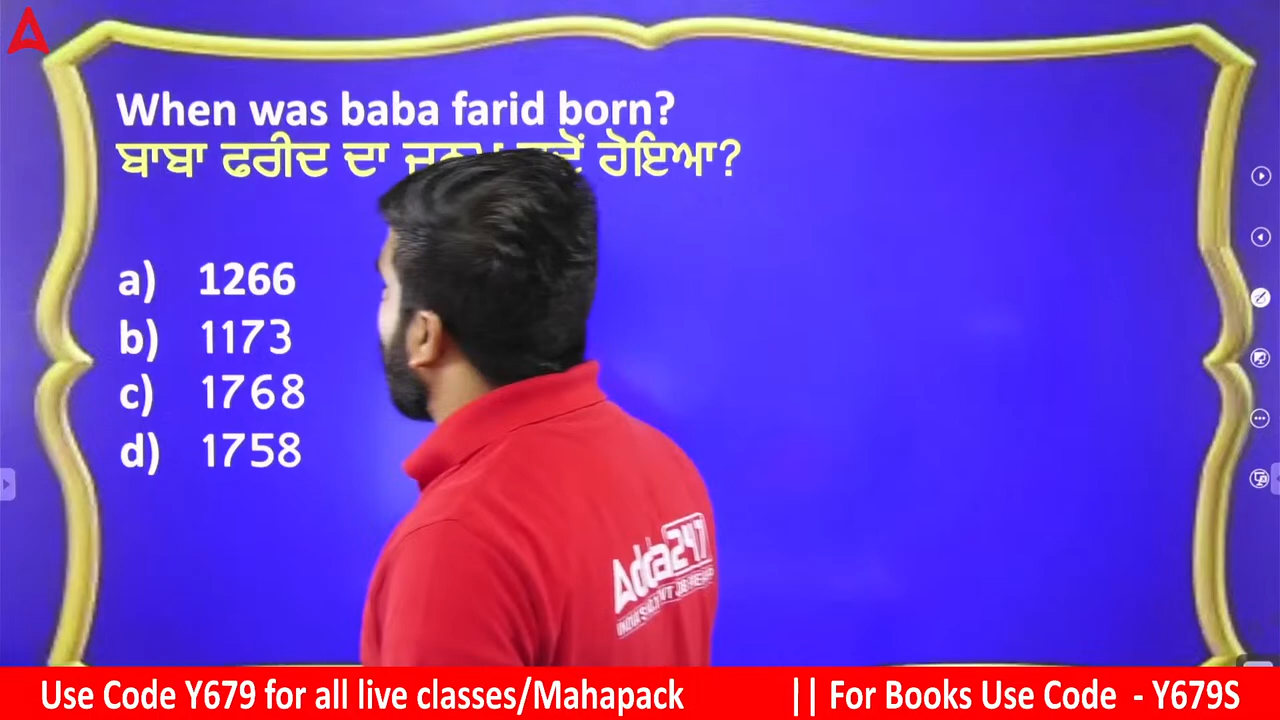 When was baba farid born?
ਬਾਬਾ ਫਰੀਦ ਦਾ ਹੋਇਆ?
a) 1266
b) 1173
c) 1768
d) 1758
Adda247
Use Code Y679 for all live classes/Mahapack || For Books Use Code - Y679S